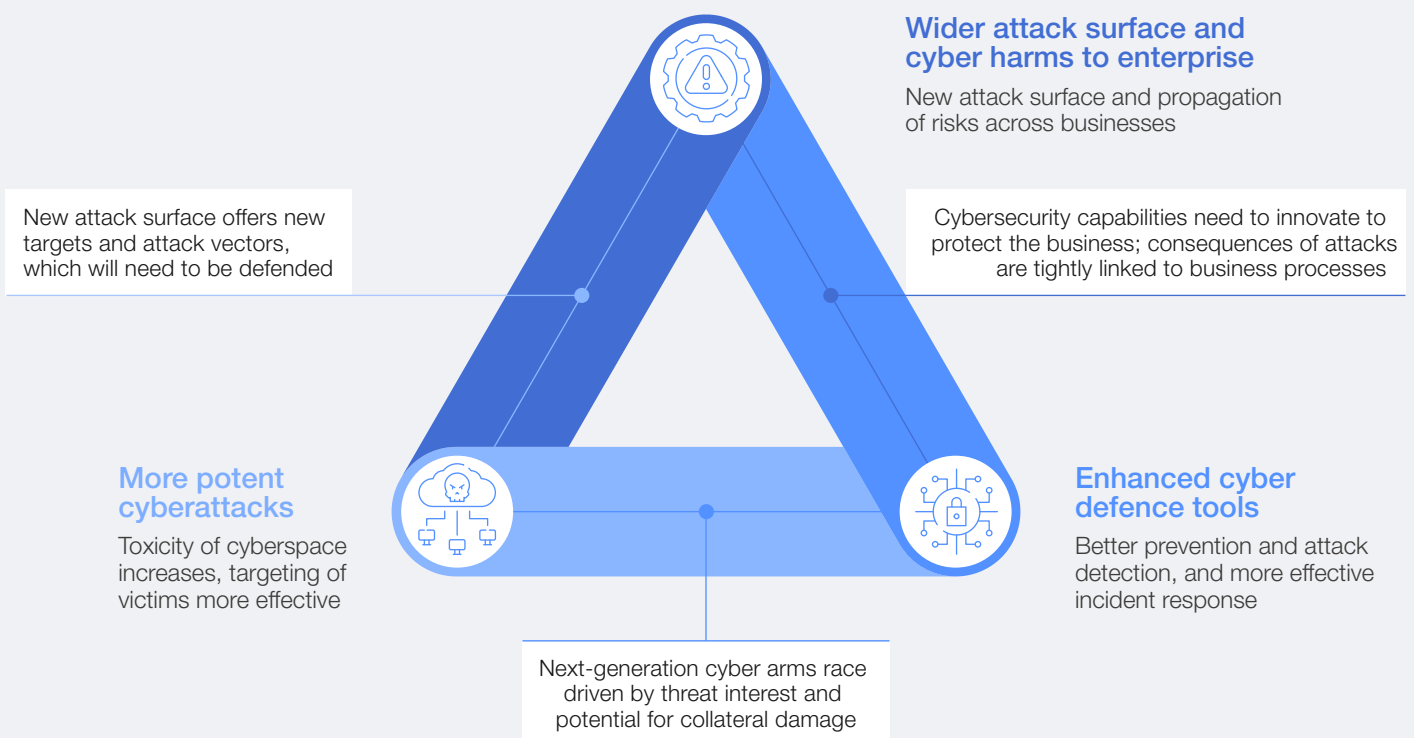 Wider attack surface and
cyber harms to enterprise
New attack surface and propagation
of risks across businesses
New attack surface offers new
targets and attack vectors,
which will need to be defended
Cybersecurity capabilities need to innovate to
protect the business; consequences of attacks
are tightly linked to business processes
More potent
cyberattacks
Toxicity of cyberspace
increases, targeting of
victims more effective
Enhanced cyber
defence tools
Better prevention and attack
detection, and more effective
incident response
Next-generation cyber arms race
driven by threat interest and
potential for collateral damage